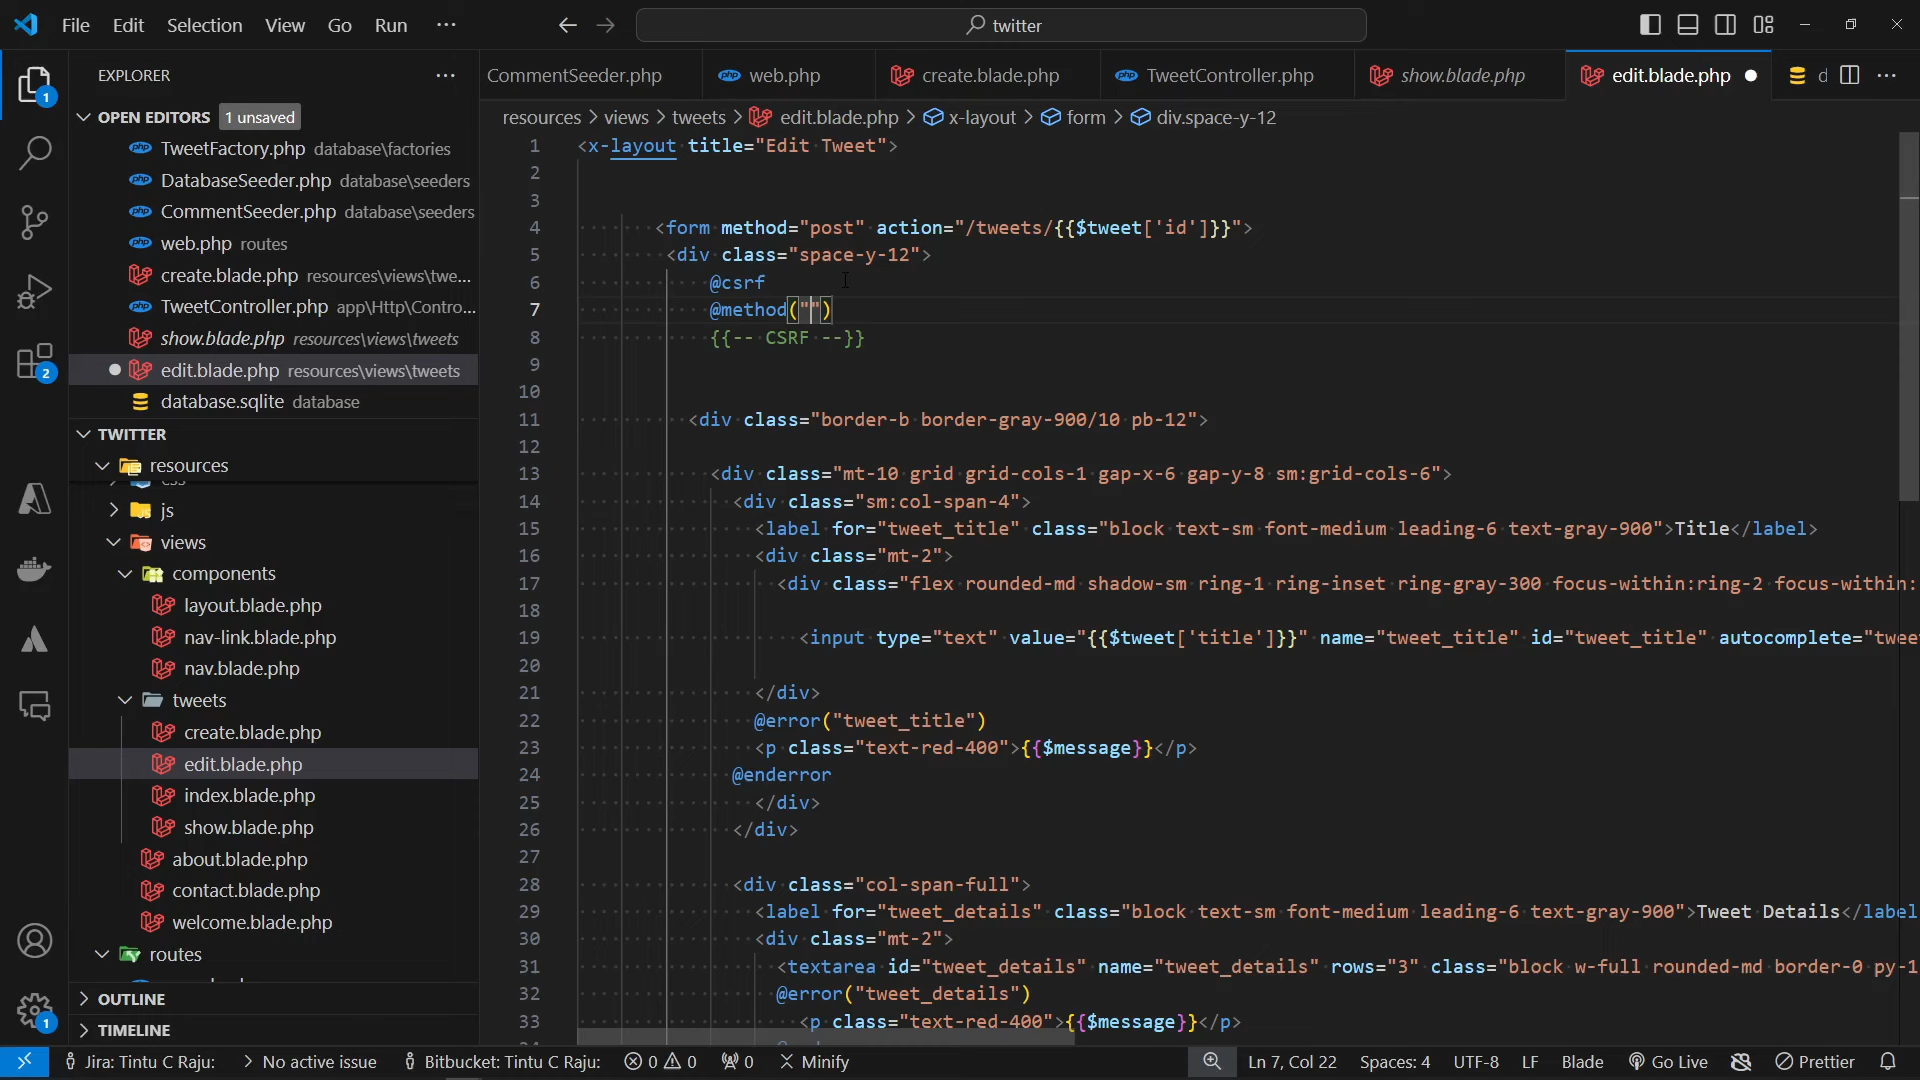 File Edit Selection View Go Run ···
twitter
EXPLORER ···
OPEN EDITORS 1 unsaved
TweetFactory.php database\factories
DatabaseSeeder.php database\seeders
CommentSeeder.php database\seeders
web.php routes
create.blade.php resources\views\twe...
TweetController.php app\Http\Contro...
show.blade.php resources\views\tweets
edit.blade.php resources\views\tweets
database.sqlite database
TWITTER
resources
js
views
components
layout.blade.php
nav-link.blade.php
nav.blade.php
tweets
create.blade.php
edit.blade.php
index.blade.php
show.blade.php
about.blade.php
contact.blade.php
welcome.blade.php
routes
OUTLINE
TIMELINE
1
2
1
CommentSeeder.php web.php create.blade.php TweetController.php show.blade.php edit.blade.php d ···
resources > views > tweets > edit.blade.php > x-layout > form > div.space-y-12
1 <x-layout title="Edit Tweet">
2
3
4 <form method="post" action="/tweets/{{$tweet['id']}}">
5 <div class="space-y-12">
6 @csrf
7 @method("")
8 {{-- CSRF --}}
9
10
11 <div class="border-b border-gray-900/10 pb-12">
12
13 <div class="mt-10 grid grid-cols-1 gap-x-6 gap-y-8 sm:grid-cols-6">
14 <div class="sm:col-span-4">
15 <label for="tweet_title" class="block text-sm font-medium leading-6 text-gray-900">Title</label>
16 <div class="mt-2">
17 <div class="flex rounded-md shadow-sm ring-1 ring-inset ring-gray-300 focus-within:ring-2 focus-within:
18
19 <input type="text" value="{{$tweet['title']}}" name="tweet_title" id="tweet_title" autocomplete="twee
20
21 </div>
22 @error("tweet_title")
23 <p class="text-red-400">{{$message}}</p>
24 @enderror
25 </div>
26 </div>
27
28 <div class="col-span-full">
29 <label for="tweet_details" class="block text-sm font-medium leading-6 text-gray-900">Tweet Details</label
30 <div class="mt-2">
31 <textarea id="tweet_details" name="tweet_details" rows="3" class="block w-full rounded-md border-0 py-1
32 @error("tweet_details")
33 <p class="text-red-400">{{$message}}</p>
Jira: Tintu C Raju: > No active issue Bitbucket: Tintu C Raju: 0 0 0 Minify Ln 7, Col 22 Spaces: 4 UTF-8 LF Blade Go Live Prettier